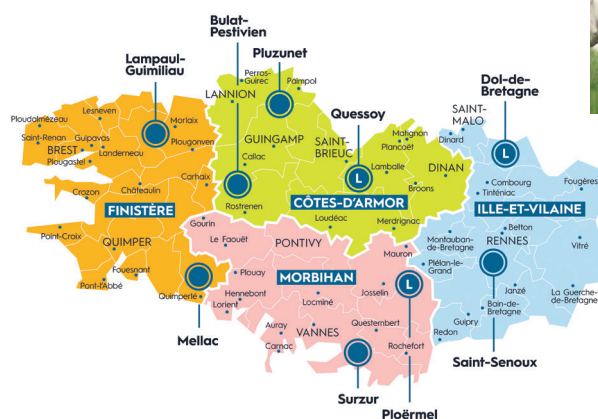 Bulat-
Pestivien
Pluzunet
Lampaul-
Guimiliau
Dol-de-
Bretagne
Quessoy
Perros-
Guirec
Paimpol
LANNION
SAINT-
MALO
Lesneven
Ploudalmézeau
Morlaix
Saint-Renan
Guipavas
BREST
Landerneau
Plougastel
Plougonven
GUINGAMP
SAINT-
BRIEUC
Matignon
Plancoët
Dinard
L
Callac
Lamballe
DINAN
Carhaix
Châteaulin
Crozon
L
Broons
Combourg
Tinténiac
Fougères
FINISTÈRE
Rostrenen
CÔTES-D'ARMOR
ILLE-ET-VILAINE
Gourin
Loudéac
Merdrignac
Betton
Point-Croix
QUIMPER
Le Faouët
PONTIVY
Mauron
Montauban-
de-Bretagne
RENNES
Vitré
Fouesnant
Pont-l'Abbé
Plouay
MORBIHAN
Plélan-le-
Grand
Quimperlé
Hennebont
Lorient
Locminé
Josselin
L
Janzé
La Guerche-
de-Bretagne
Bain-de-
Bretagne
Mellac
Auray
Carnac
VANNES
Questembert
Rochefort
Guipry
Redon
Saint-Senoux
Surzur
Ploërmel